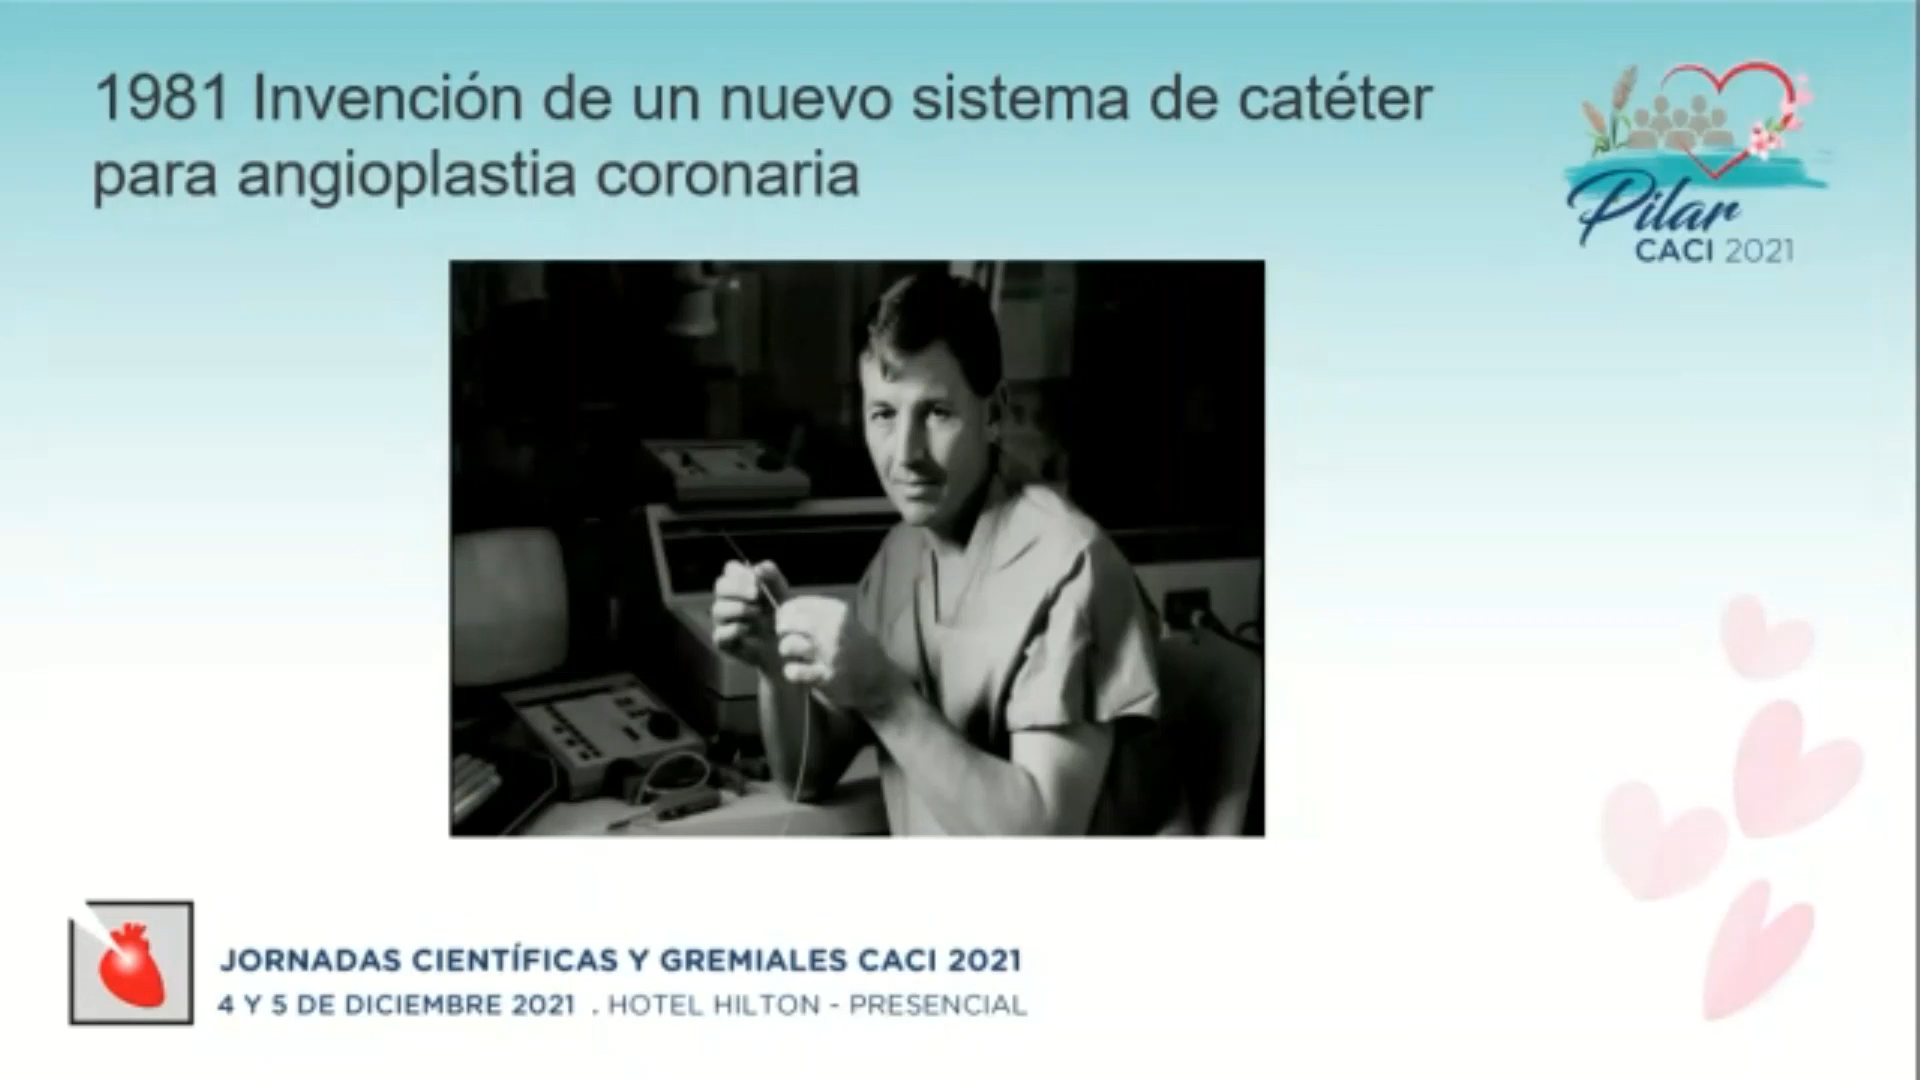 1981 Invención de un nuevo sistema de catéter
para angioplastia coronaria
Pilar
CACI 2021
JORNADAS CIENTÍFICAS Y GREMIALES CACI 2021
4 Y 5 DE DICIEMBRE 2021 . HOTEL HILTON - PRESENCIAL